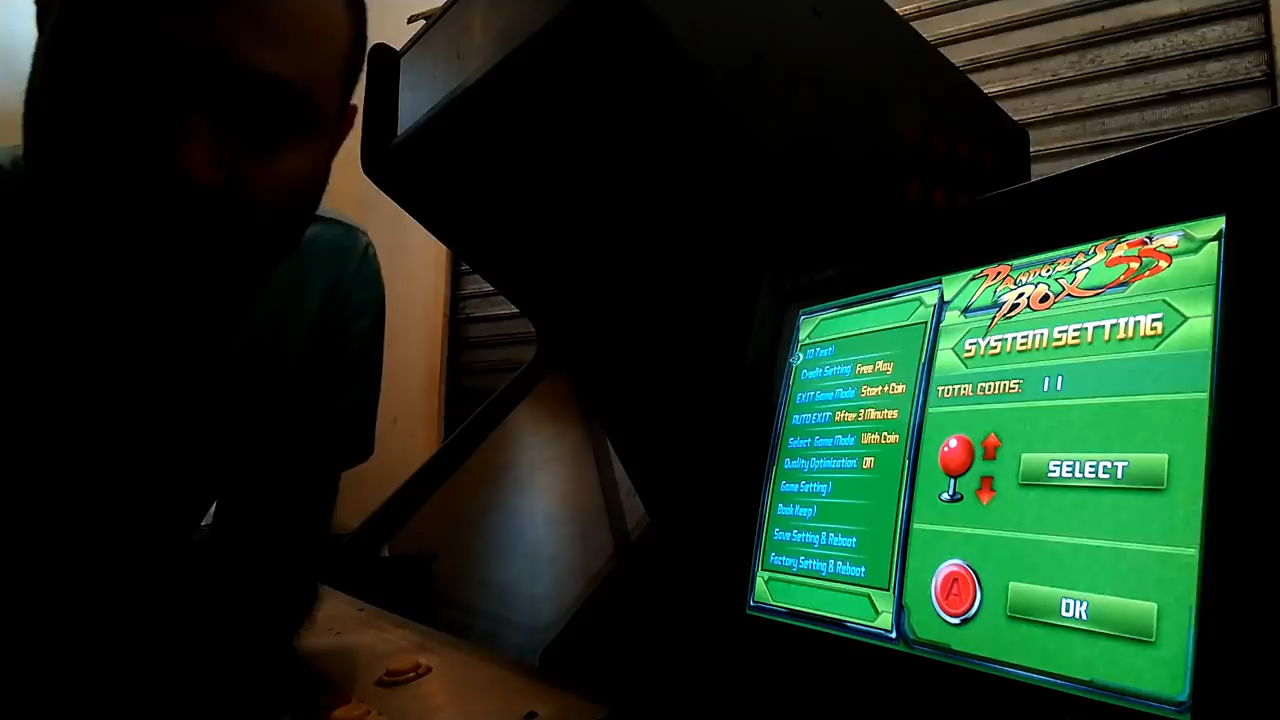 PANDORA'S
BOX 5S
SYSTEM SETTING
IO Test)
Credit Setting: Free Play
EXIT Game Mode: Start+Coin
AUTO EXIT: After 3 Minutes
Select Game Mode: With Coin
Quality Optimization: ON
Game Setting)
Book Keep)
Save Setting & Reboot
Factory Setting & Reboot
TOTAL COINS: 11
SELECT
A
OK